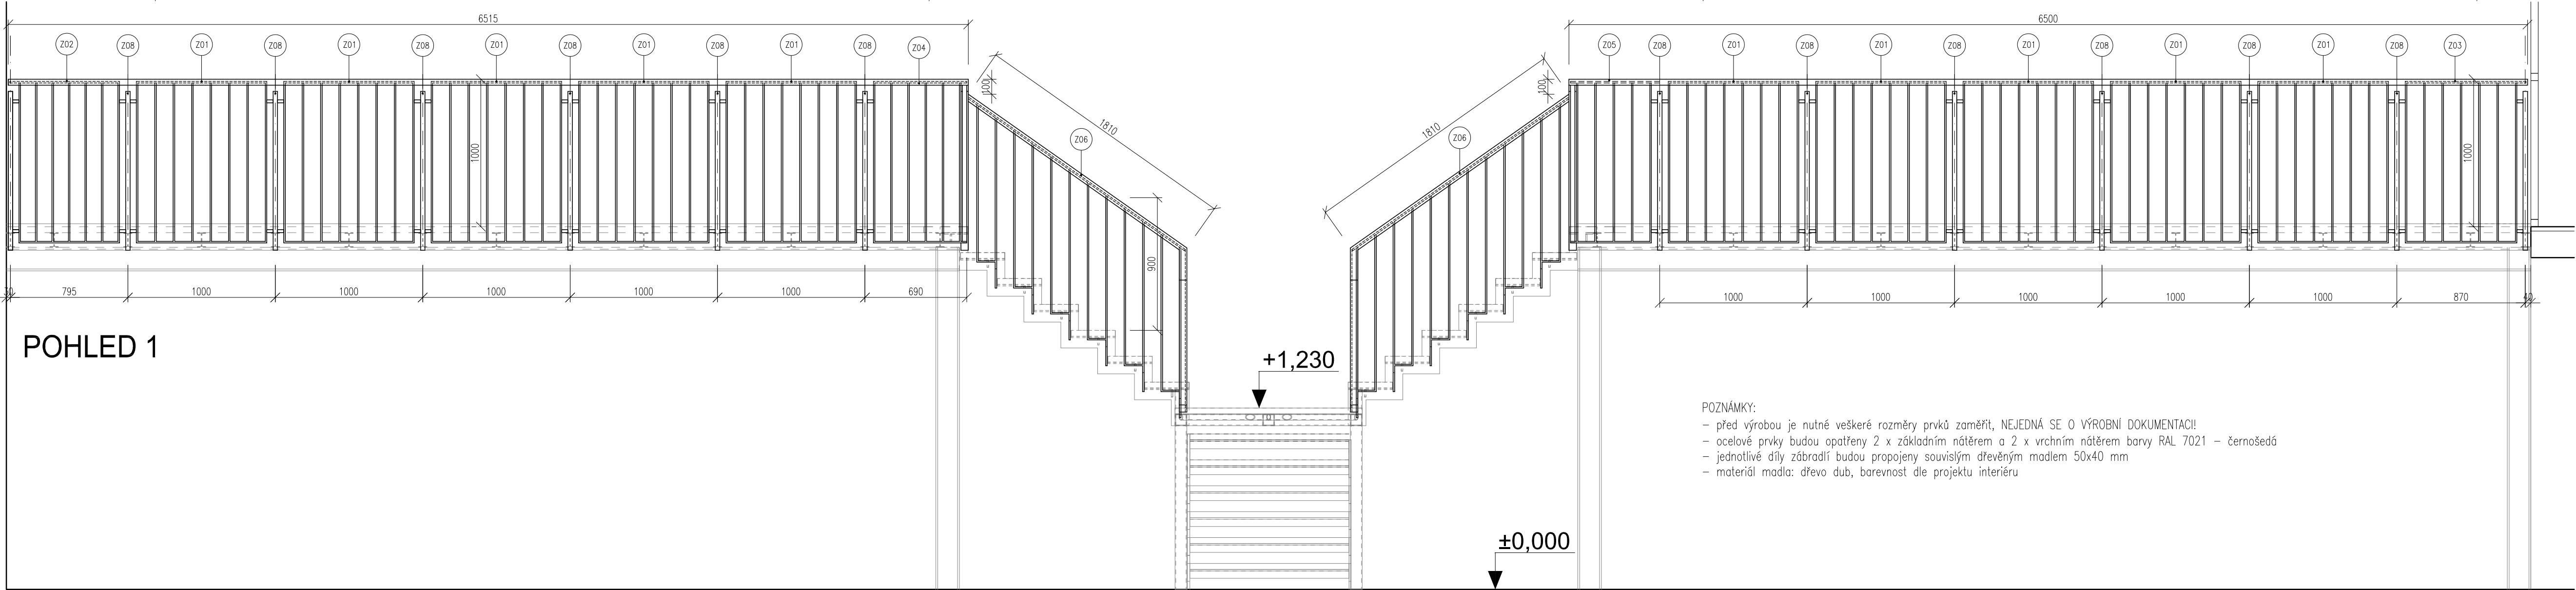 6515
6500
Z02
Z08
Z01
Z08
Z01
Z08
Z01
Z08
Z01
Z08
Z01
Z08
Z04
Z05
Z08
Z01
Z08
Z01
Z08
Z01
Z08
Z01
Z08
Z01
Z08
Z03
100
1810
Z06
1000
900
100
1810
Z06
1000
30
795
1000
1000
1000
1000
1000
690
1000
1000
1000
1000
1000
870
40
POHLED 1
+1,230
±0,000
POZNÁMKY:
– před výrobou je nutné veškeré rozměry prvků zaměřit, NEJEDNÁ SE O VÝROBNÍ DOKUMENTACI!
– ocelové prvky budou opatřeny 2 x základním nátěrem a 2 x vrchním nátěrem barvy RAL 7021 – černošedá
– jednotlivé díly zábradlí budou propojeny souvislým dřevěným madlem 50x40 mm
– materiál madla: dřevo dub, barevnost dle projektu interiéru